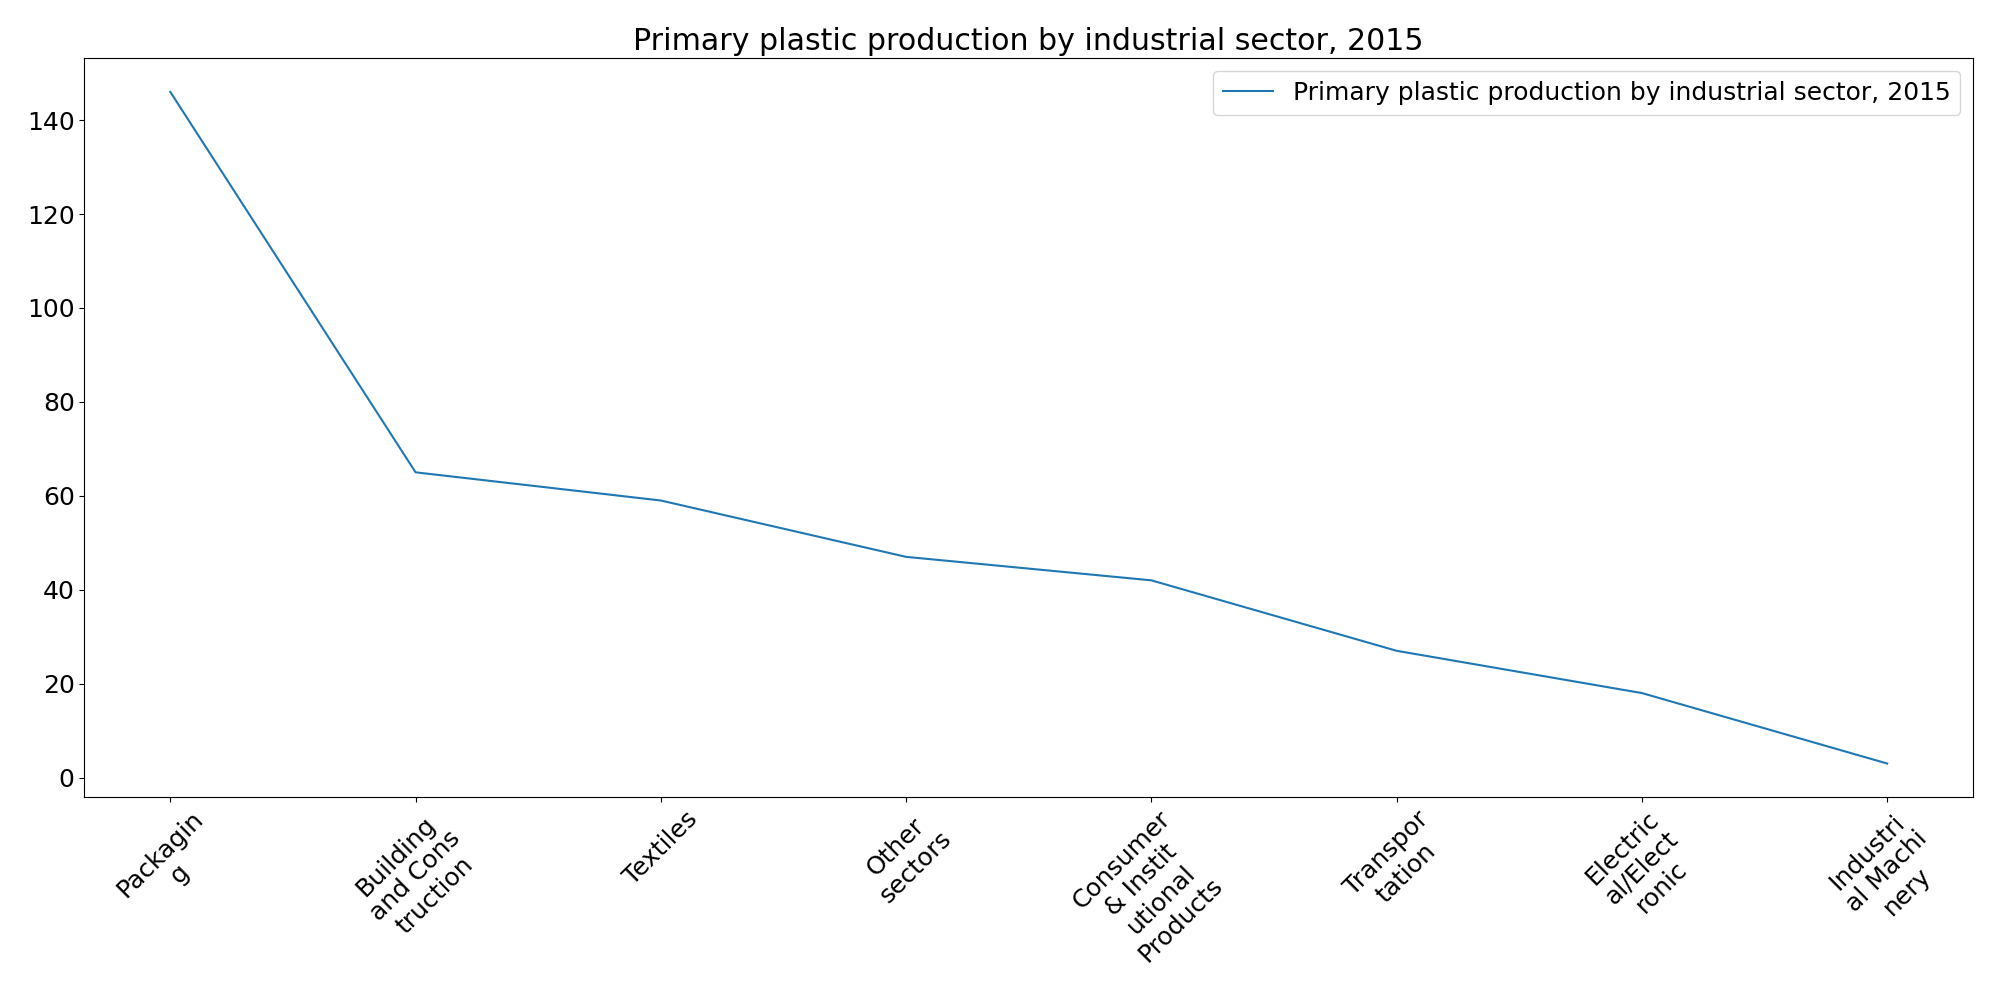 Primary plastic production by industrial sector, 2015
Primary plastic production by industrial sector, 2015
140
120
100
80
60
40
20
0
Packagin
g
Building
and Cons
truction
Textiles
Other
sectors
Consumer
& Instit
utional
Products
Transpor
tation
Electric
al/Elect
ronic
Industri
al Machi
nery